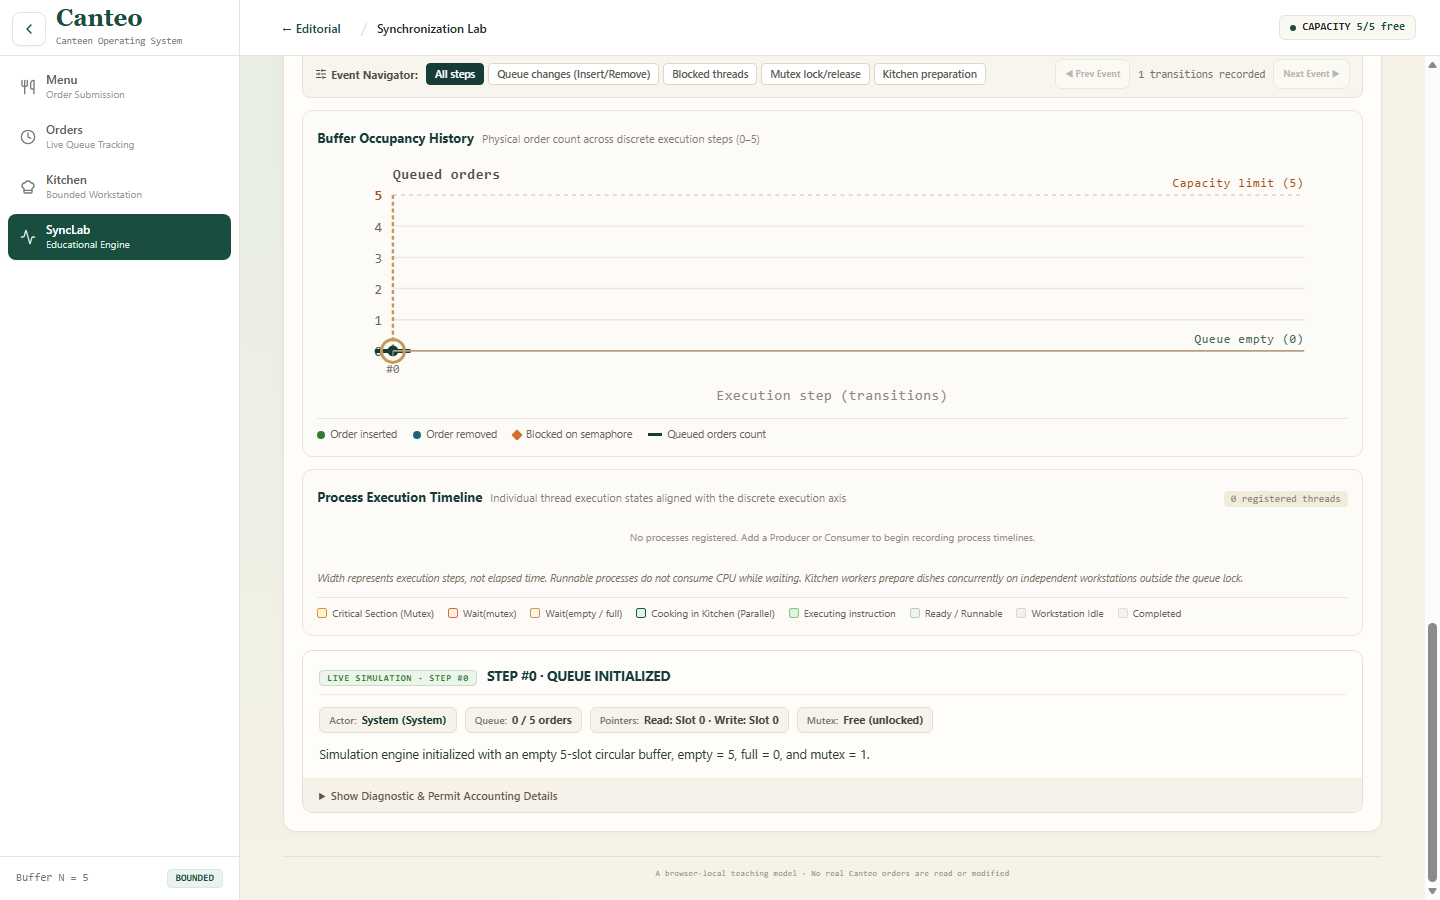 Canteo
Canteen Operating System
Menu
Order Submission
Orders
Live Queue Tracking
Kitchen
Bounded Workstation
SyncLab
Educational Engine
Buffer N = 5
BOUNDED
← Editorial / Synchronization Lab
CAPACITY 5/5 free
Event Navigator: All steps Queue changes (Insert/Remove) Blocked threads Mutex lock/release Kitchen preparation ◀ Prev Event 1 transitions recorded Next Event ▶
Buffer Occupancy History Physical order count across discrete execution steps (0–5)
Queued orders
Capacity limit (5)
5
4
3
2
1
Queue empty (0)
0
#0
Execution step (transitions)
Order inserted Order removed Blocked on semaphore Queued orders count
Process Execution Timeline Individual thread execution states aligned with the discrete execution axis 0 registered threads
No processes registered. Add a Producer or Consumer to begin recording process timelines.
Width represents execution steps, not elapsed time. Runnable processes do not consume CPU while waiting. Kitchen workers prepare dishes concurrently on independent workstations outside the queue lock.
Critical Section (Mutex) Wait(mutex) Wait(empty / full) Cooking in Kitchen (Parallel) Executing instruction Ready / Runnable Workstation Idle Completed
LIVE SIMULATION · STEP #0 STEP #0 · QUEUE INITIALIZED
Actor: System (System) Queue: 0 / 5 orders Pointers: Read: Slot 0 · Write: Slot 0 Mutex: Free (unlocked)
Simulation engine initialized with an empty 5-slot circular buffer, empty = 5, full = 0, and mutex = 1.
▶ Show Diagnostic & Permit Accounting Details
A browser-local teaching model · No real Canteo orders are read or modified